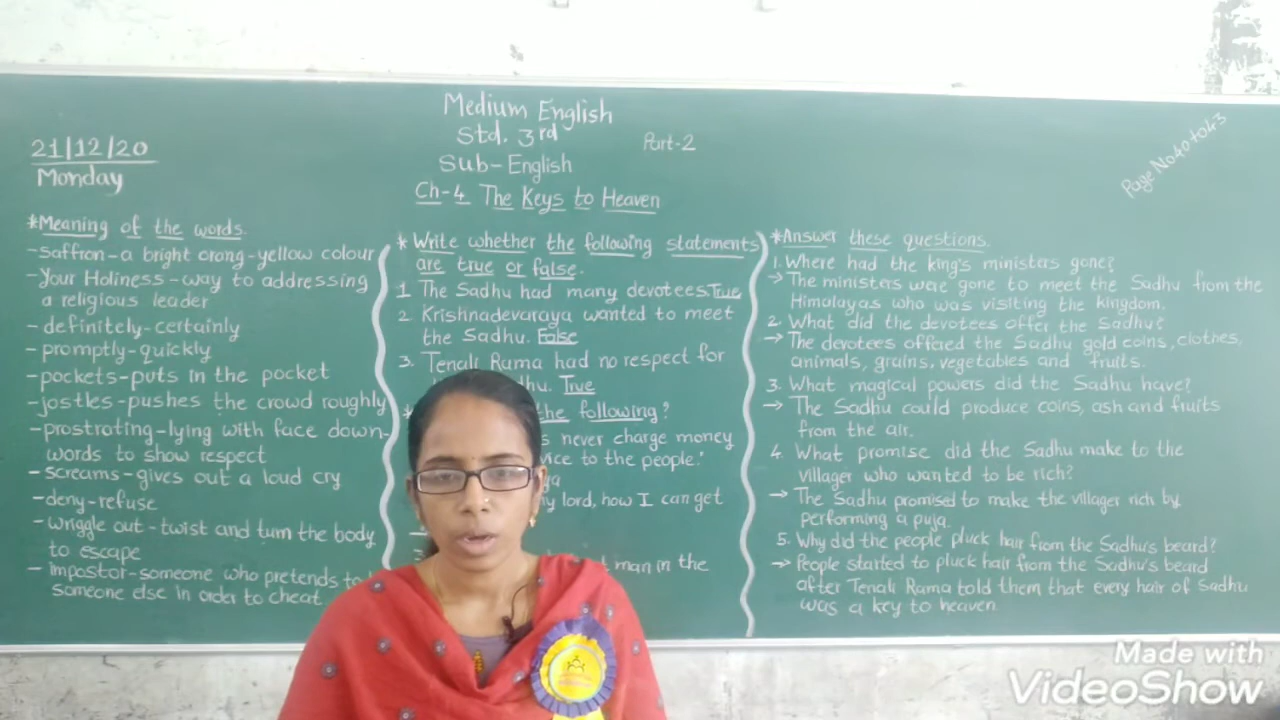 Medium English
Std. 3rd
Part-2
Sub-English
Ch-4 The Keys to Heaven
21/12/20
Monday
Page No 40 to 43
*Meaning of the words.
-Saffron-a bright orang-yellow colour
-Your Holiness-way to addressing
a religious leader
-definitely-certainly
-promptly-quickly
-pockets-puts in the pocket
-jostles-pushes the crowd roughly
-prostrating-lying with face down-
words to show respect
-screams-gives out a loud cry
-deny-refuse
-wriggle out-twist and turn the body
to escape
-impostor-someone who pretends to
someone else in order to cheat
* Write whether the following statements
are true or false.
1. The Sadhu had many devotees.True
2. Krishnadevaraya wanted to meet
the Sadhu. False
3. Tenali Rama had no respect for
hu. True
* the following?
s never charge money
vice to the people."
ya
my lord, how I can get
man in the
*Answer these questions.
1. Where had the king's ministers gone?
→ The ministers were gone to meet the Sadhu from the
Himalayas who was visiting the kingdom.
2. What did the devotees offer the Sadhu?
→ The devotees offered the Sadhu gold coins, clothes,
animals, grains, vegetables and fruits.
3. What magical powers did the Sadhu have?
→ The Sadhu could produce coins, ash and fruits
from the air.
4. What promise did the Sadhu make to the
villager who wanted to be rich?
→ The Sadhu promised to make the villager rich by
performing a puja.
5. Why did the people pluck hair from the Sadhu's beard?
→ People started to pluck hair from the Sadhu's beard
after Tenali Rama told them that every hair of Sadhu
was a key to heaven
Made with
VideoShow